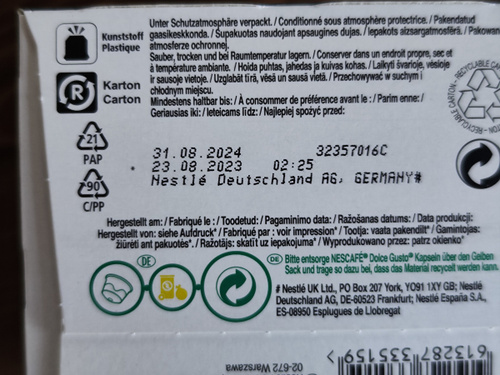 Unter Schutzatmosphäre verpackt. / Conditionné sous atmosphère protectrice. / Pakendatud
gaasikeskkonda. / Supakuotas naudojant apsaugines dujas. / Iepakots aizsargatmosfērā. / Pakowan
atmosferze ochronnej.
Sauber, trocken und bei Raumtemperatur lagern. / Conserver dans un endroit propre, sec et
à température ambiante. / Hoida puhtas, jahedas ja kuivas kohas. / Laikyti švarioje, vėsioje
ir sausoje vietoje. / Uzglabāt tīrā, vēsā un sausā vietā. / Przechowywać w suchym i
chłodnym miejscu.
Mindestens haltbar bis: / À consommer de préférence avant le : / Parim enne: /
Geriausias iki: / Ieteicams līdz: / Najlepiej spożyć przed:
Kunststoff
Plastique
Karton
Carton
21
PAP
90
C/PP
RECYCLABLE CA
RECYCLABLE CARTON
31.08.2024 32357016C
23.08.2023 02:25
Nestlé Deutschland AG, GERMANY#
Hergestellt am: / Fabriqué le : / Toodetud: / Pagaminimo data: / Ražošanas datums: / Data produkcji:
Hergestellt von: siehe Aufdruck* / Fabriqué par : voir impression* / Tootja: vaata pakendilt* / Gamintojas:
žiūrėti ant pakuotės*. / Ražotājs: skatīt uz iepakojuma* / Wyprodukowano przez: patrz okienko*
DE
DE
DE Bitte entsorge NESCAFÉ® Dolce Gusto® Kapseln über den Gelben
Sack und trage so dazu bei, dass das Material recycelt werden kann.
# Nestlé UK Ltd., PO Box 207 York, YO91 1XY GB; Nestlé
Deutschland AG, DE-60523 Frankfurt; Nestlé España S.A.,
ES-08950 Esplugues de Llobregat
02-672 Warszawa
613287 335159 >